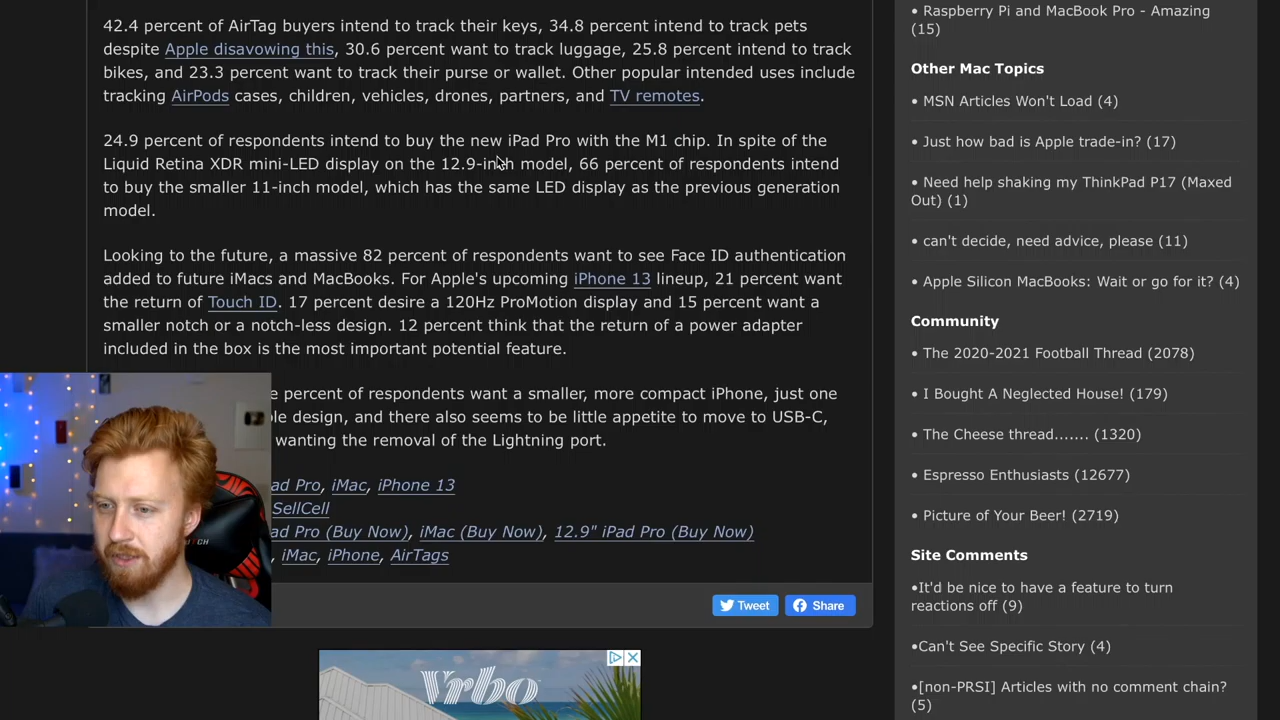 42.4 percent of AirTag buyers intend to track their keys, 34.8 percent intend to track pets
despite Apple disavowing this, 30.6 percent want to track luggage, 25.8 percent intend to track
bikes, and 23.3 percent want to track their purse or wallet. Other popular intended uses include
tracking AirPods cases, children, vehicles, drones, partners, and TV remotes.
24.9 percent of respondents intend to buy the new iPad Pro with the M1 chip. In spite of the
Liquid Retina XDR mini-LED display on the 12.9-inch model, 66 percent of respondents intend
to buy the smaller 11-inch model, which has the same LED display as the previous generation
model.
Looking to the future, a massive 82 percent of respondents want to see Face ID authentication
added to future iMacs and MacBooks. For Apple's upcoming iPhone 13 lineup, 21 percent want
the return of Touch ID. 17 percent desire a 120Hz ProMotion display and 15 percent want a
smaller notch or a notch-less design. 12 percent think that the return of a power adapter
included in the box is the most important potential feature.
e percent of respondents want a smaller, more compact iPhone, just one
le design, and there also seems to be little appetite to move to USB-C,
wanting the removal of the Lightning port.
ad Pro, iMac, iPhone 13
SellCell
ad Pro (Buy Now), iMac (Buy Now), 12.9" iPad Pro (Buy Now)
, iMac, iPhone, AirTags
Tweet
Share
Vrbo
• Raspberry Pi and MacBook Pro - Amazing
(15)
Other Mac Topics
• MSN Articles Won't Load (4)
• Just how bad is Apple trade-in? (17)
• Need help shaking my ThinkPad P17 (Maxed
Out) (1)
• can't decide, need advice, please (11)
• Apple Silicon MacBooks: Wait or go for it? (4)
Community
• The 2020-2021 Football Thread (2078)
• I Bought A Neglected House! (179)
• The Cheese thread....... (1320)
• Espresso Enthusiasts (12677)
• Picture of Your Beer! (2719)
Site Comments
•It'd be nice to have a feature to turn
reactions off (9)
•Can't See Specific Story (4)
•[non-PRSI] Articles with no comment chain?
(5)